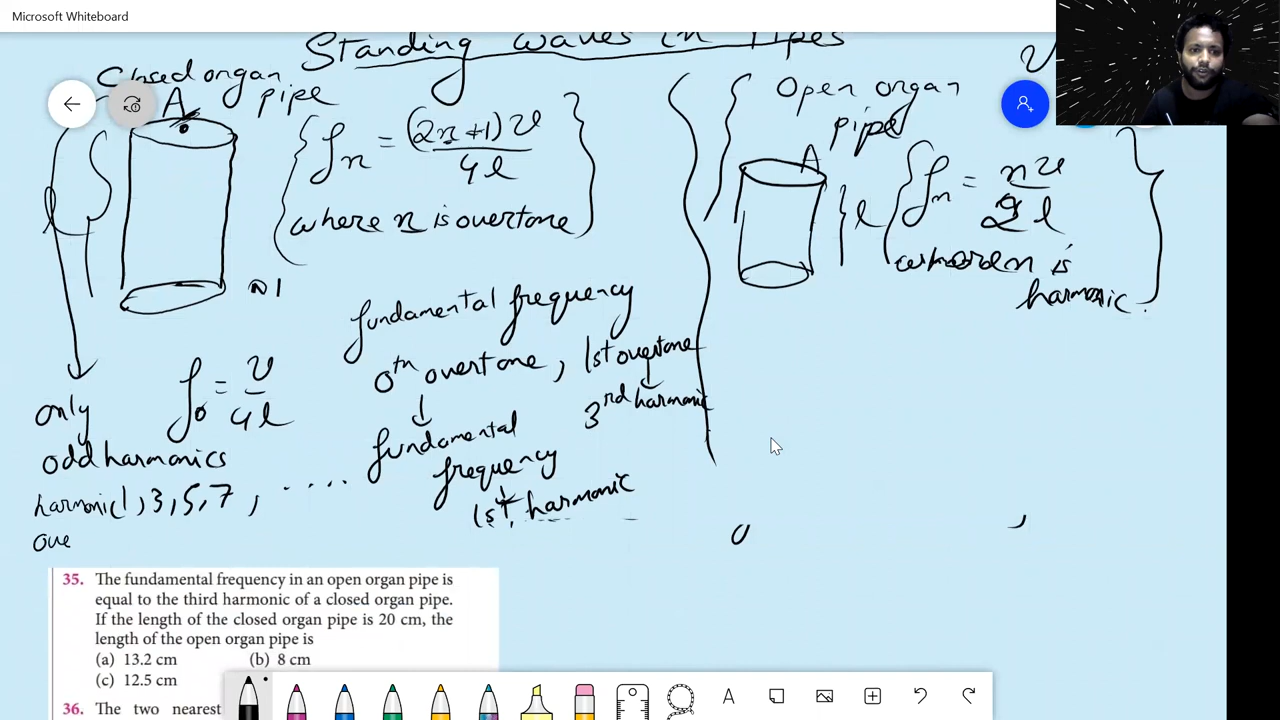 Microsoft Whiteboard
Standing waves in Pipes
Closed organ
pipe
A
fn = (2n+1)v / 4l
where n is overtone
n1
fundamental frequency
0th overtone, 1st overtone
3rd harmonic
fundamental
frequency
1st harmonic
f0 = v / 4l
only
odd harmonics
harmonic 1, 3, 5, 7, ....
ove
v
Open organ
pipe
A
l
fn = nv / 2l
where n is
harmonic.
35. The fundamental frequency in an open organ pipe is
equal to the third harmonic of a closed organ pipe.
If the length of the closed organ pipe is 20 cm, the
length of the open organ pipe is
(a) 13.2 cm (b) 8 cm
(c) 12.5 cm
36. The two nearest
A